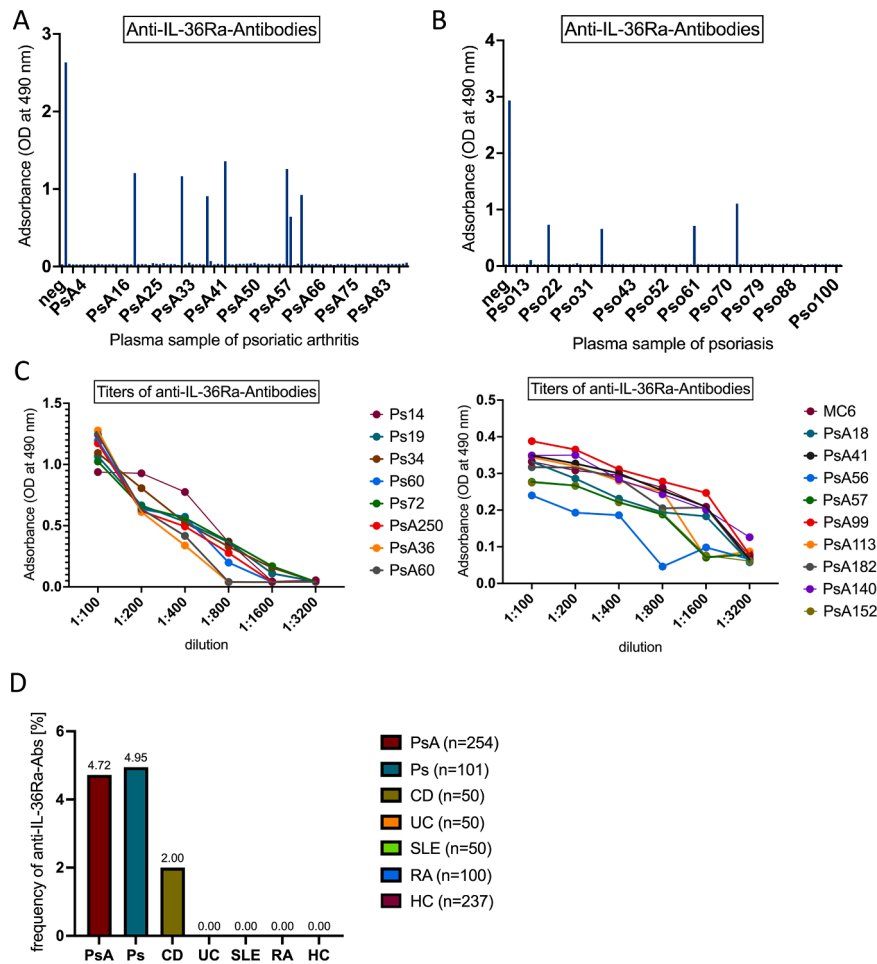 A
Anti-IL-36Ra-Antibodies
Adsorbance (OD at 490 nm)
3
2
1
0
neg
PsA4
PsA16
PsA25
PsA33
PsA41
PsA50
PsA57
PsA66
PsA75
PsA83
Plasma sample of psoriatic arthritis
B
Anti-IL-36Ra-Antibodies
Adsorbance (OD at 490 nm)
4
3
2
1
0
neg
Pso13
Pso22
Pso31
Pso43
Pso52
Pso61
Pso70
Pso79
Pso88
Pso100
Plasma sample of psoriasis
C
Titers of anti-IL-36Ra-Antibodies
Adsorbance (OD at 490 nm)
1.5
1.0
0.5
0.0
1:100
1:200
1:400
1:800
1:1600
1:3200
dilution
Ps14
Ps19
Ps34
Ps60
Ps72
PsA250
PsA36
PsA60
Titers of anti-IL-36Ra-Antibodies
Adsorbance (OD at 490 nm)
0.5
0.4
0.3
0.2
0.1
0.0
1:100
1:200
1:400
1:800
1:1600
1:3200
dilution
MC6
PsA18
PsA41
PsA56
PsA57
PsA99
PsA113
PsA182
PsA140
PsA152
D
frequency of anti-IL-36Ra-Abs [%]
6
4
2
0
4.72
4.95
2.00
0.00
0.00
0.00
0.00
PsA
Ps
CD
UC
SLE
RA
HC
PsA (n=254)
Ps (n=101)
CD (n=50)
UC (n=50)
SLE (n=50)
RA (n=100)
HC (n=237)